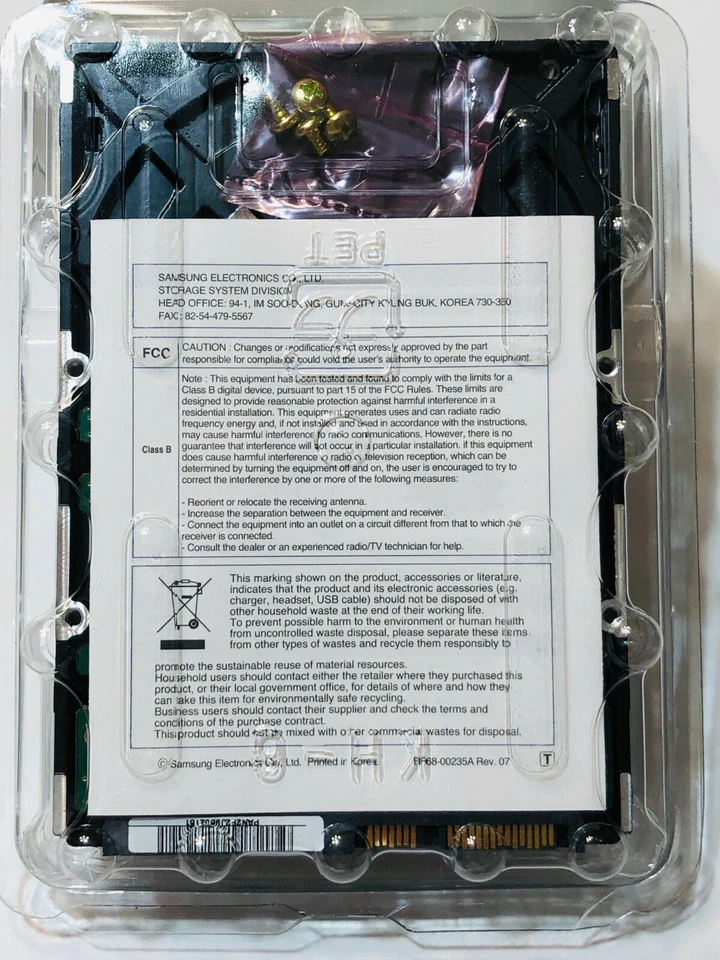 PET
SAMSUNG ELECTRONICS CO., LTD.
STORAGE SYSTEM DIVISION
HEAD OFFICE: 94-1, IM SOO-DONG, GUMI-CITY KYUNG BUK, KOREA 730-350
FAX: 82-54-479-5567
FCC
CAUTION : Changes or modifications not expressly approved by the part
responsible for compliance could void the user's authority to operate the equipment.
Class B
Note : This equipment has been tested and found to comply with the limits for a
Class B digital device, pursuant to part 15 of the FCC Rules. These limits are
designed to provide reasonable protection against harmful interference in a
residential installation. This equipment generates uses and can radiate radio
frequency energy and, if not installed and used in accordance with the instructions,
may cause harmful interference to radio communications, However, there is no
guarantee that interference will not occur in a particular installation. if this equipment
does cause harmful interference to radio or television reception, which can be
determined by turning the equipment off and on, the user is encouraged to try to
correct the interference by one or more of the following measures:
- Reorient or relocate the receiving antenna.
- Increase the separation between the equipment and receiver.
- Connect the equipment into an outlet on a circuit different from that to which the
receiver is connected.
- Consult the dealer or an experienced radio/TV technician for help.
This marking shown on the product, accessories or literature,
indicates that the product and its electronic accessories (e.g.
charger, headset, USB cable) should not be disposed of with
other household waste at the end of their working life.
To prevent possible harm to the environment or human health
from uncontrolled waste disposal, please separate these items
from other types of wastes and recycle them responsibly to
promote the sustainable reuse of material resources.
Household users should contact either the retailer where they purchased this
product, or their local government office, for details of where and how they
can take this item for environmentally safe recycling.
Business users should contact their supplier and check the terms and
conditions of the purchase contract.
This product should not be mixed with other commercial wastes for disposal.
KH-6
© Samsung Electronics Co., Ltd. Printed in Korea
BF68-00235A Rev. 07
T